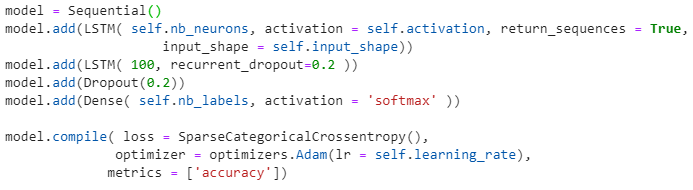 model = Sequential()
model.add(LSTM( self.nb_neurons, activation = self.activation, return_sequences = True,
input_shape = self.input_shape))
model.add(LSTM( 100, recurrent_dropout=0.2 ))
model.add(Dropout(0.2))
model.add(Dense( self.nb_labels, activation = 'softmax' ))
model.compile( loss = SparseCategoricalCrossentropy(),
optimizer = optimizers.Adam(lr = self.learning_rate),
metrics = ['accuracy'])